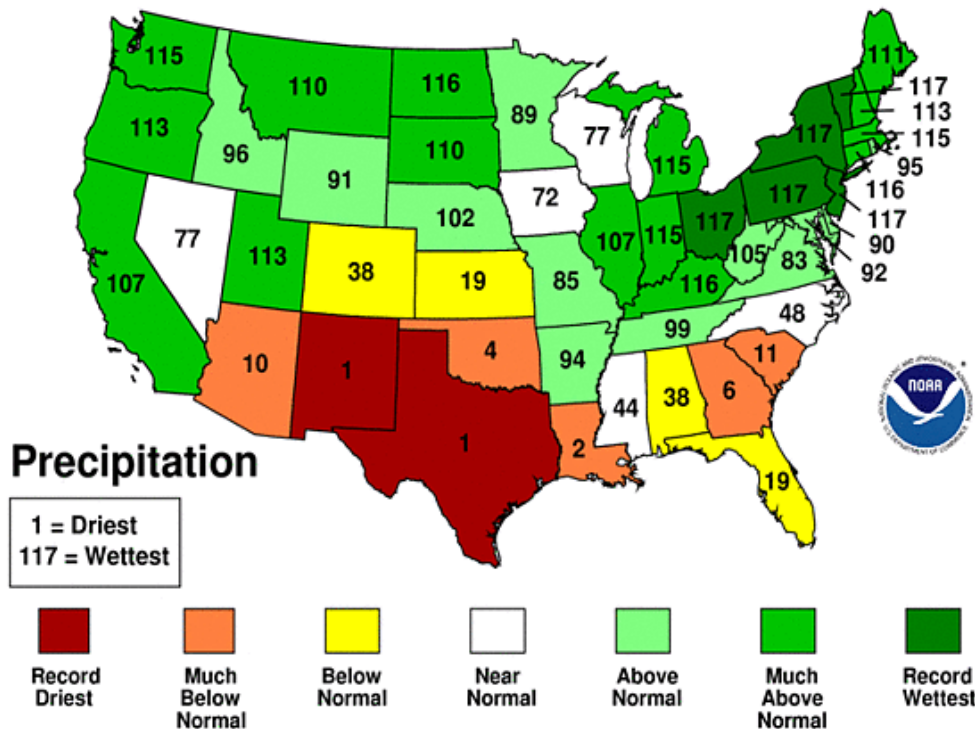 115
110
116
89
111
117
113
115
95
116
117
90
92
113
96
91
110
77
115
117
117
77
113
102
72
107
115
117
105
83
107
38
19
85
116
48
10
1
4
94
99
11
1
2
44
38
6
19
NOAA
Precipitation
1 = Driest
117 = Wettest
Record
Driest
Much
Below
Normal
Below
Normal
Near
Normal
Above
Normal
Much
Above
Normal
Record
Wettest